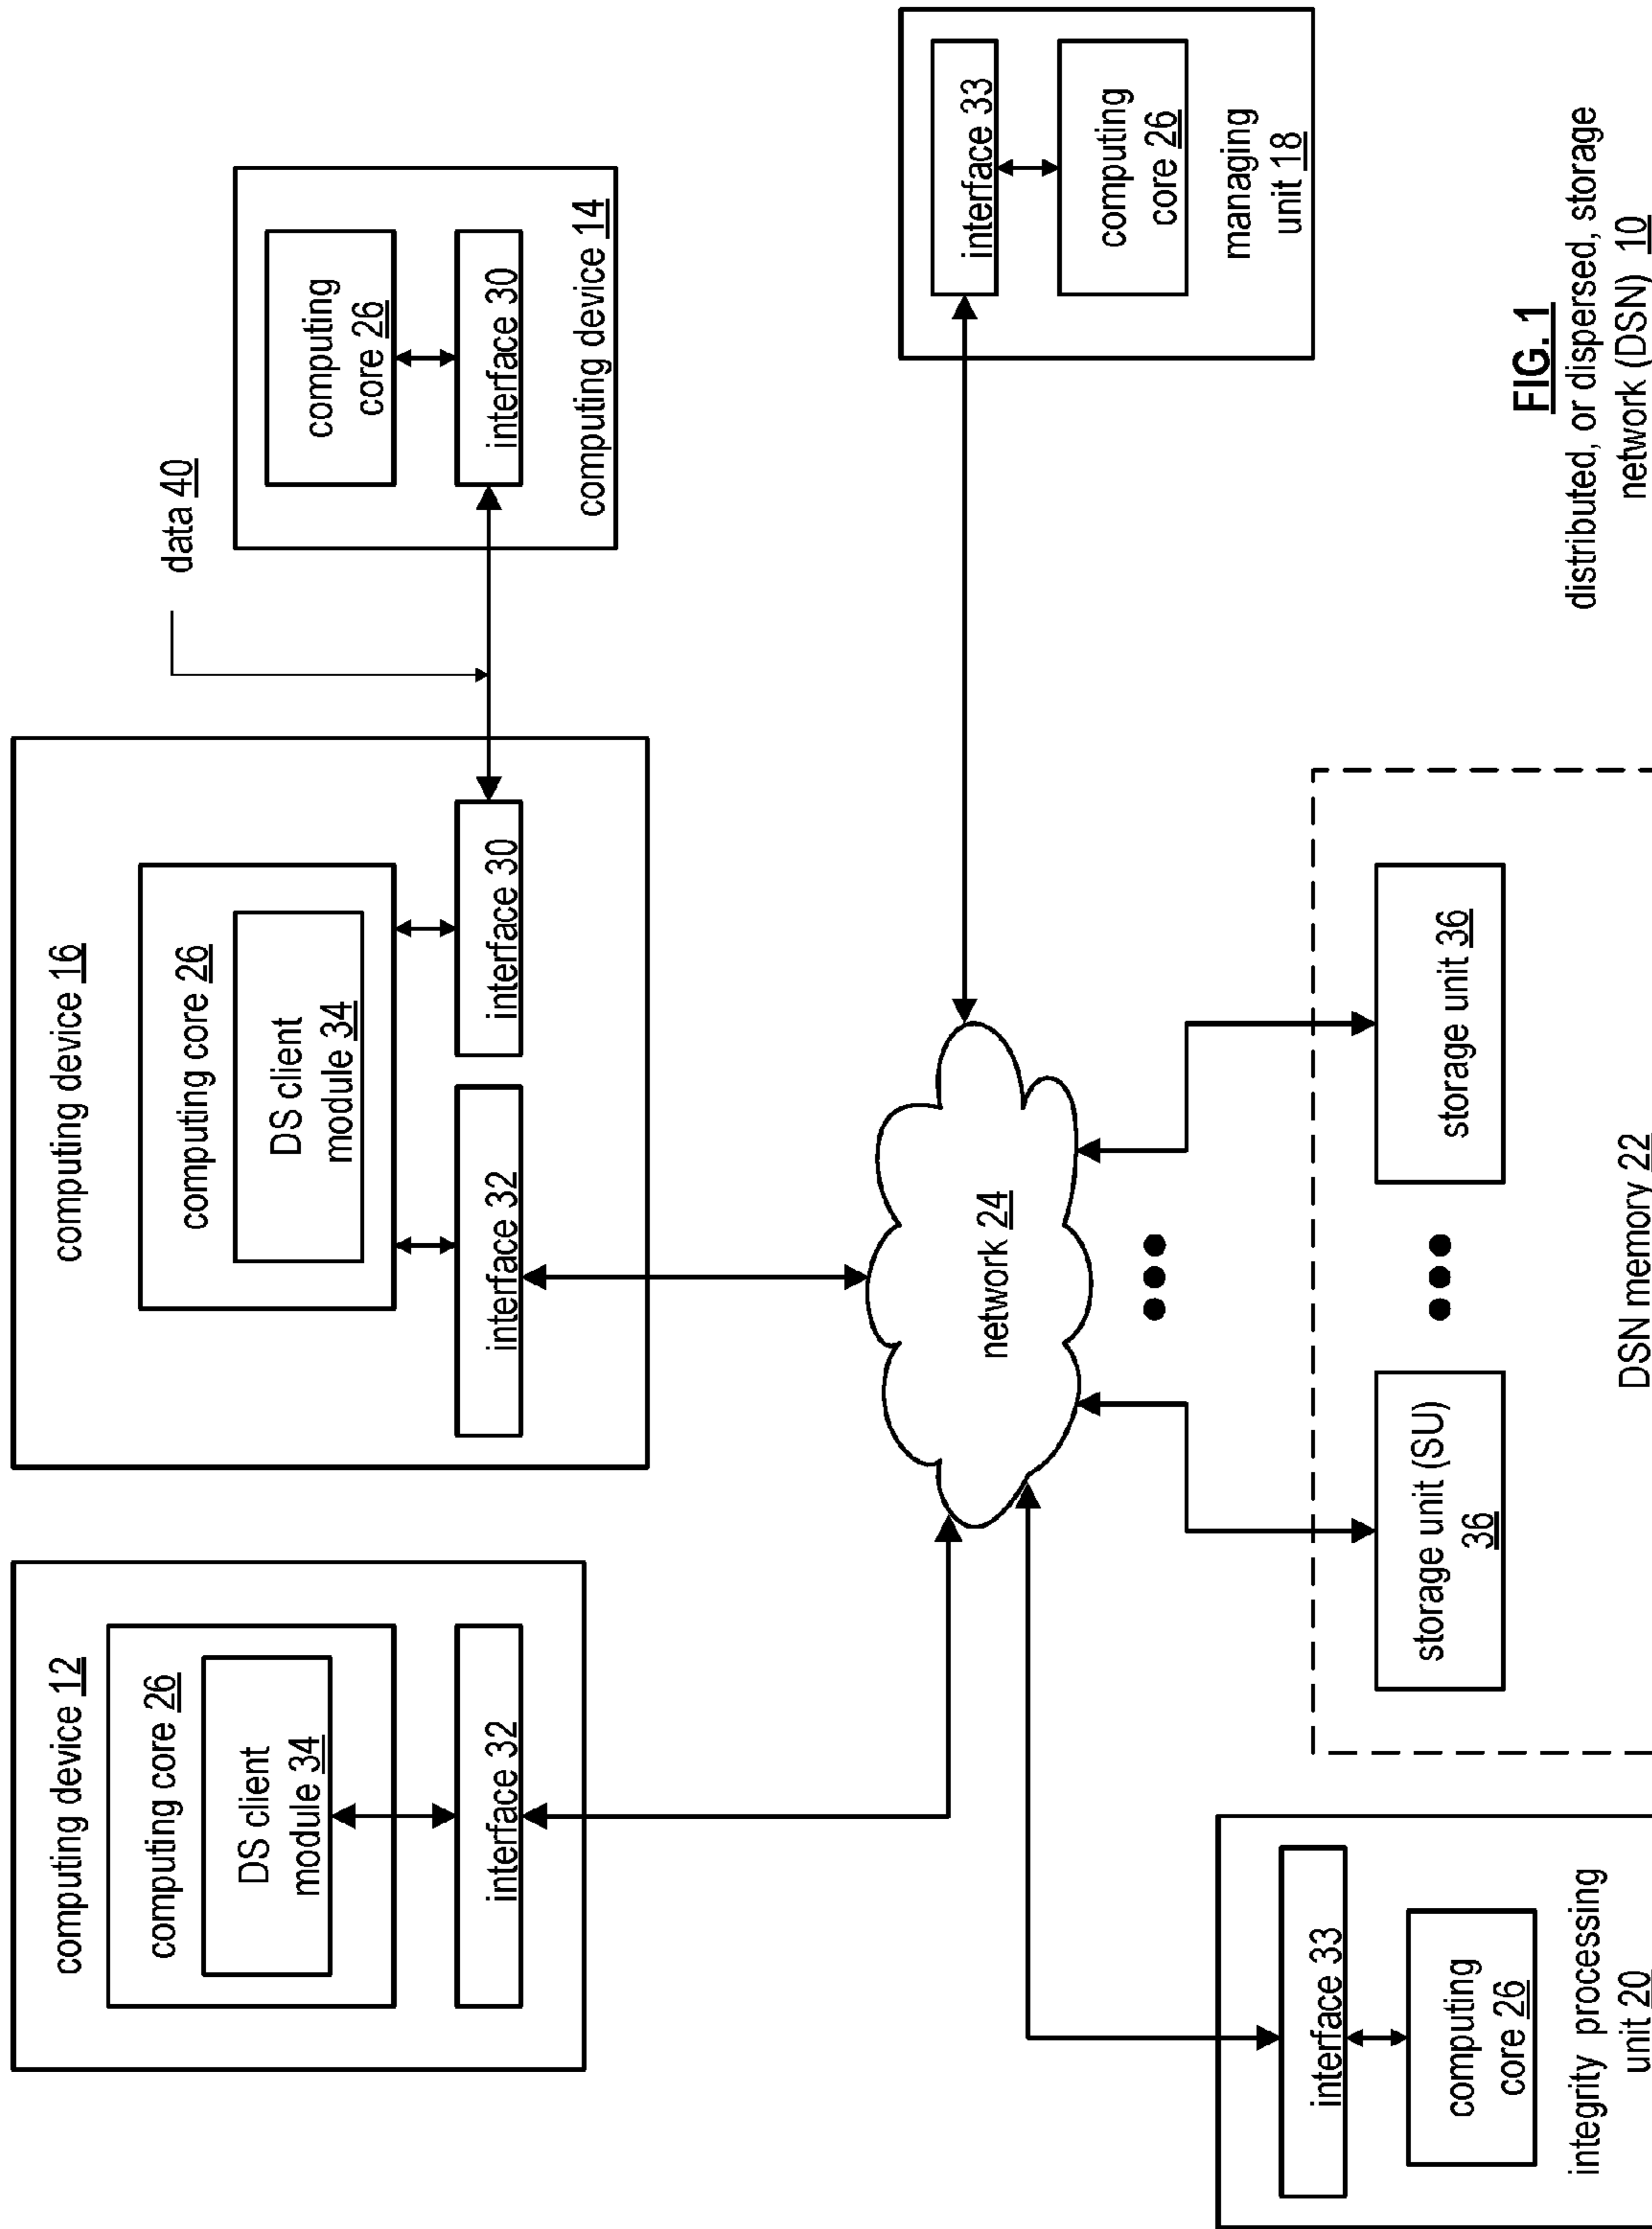 computing device 12
computing core 26
DS client
module 34
interface 32
computing device 16
computing core 26
DS client
module 34
interface 32
interface 30
data 40
computing
core 26
interface 30
computing device 14
network 24
interface 33
computing
core 26
managing
unit 18
interface 33
computing
core 26
integrity processing
unit 20
storage unit (SU)
36
storage unit 36
DSN memory 22
FIG. 1
distributed, or dispersed, storage
network (DSN) 10